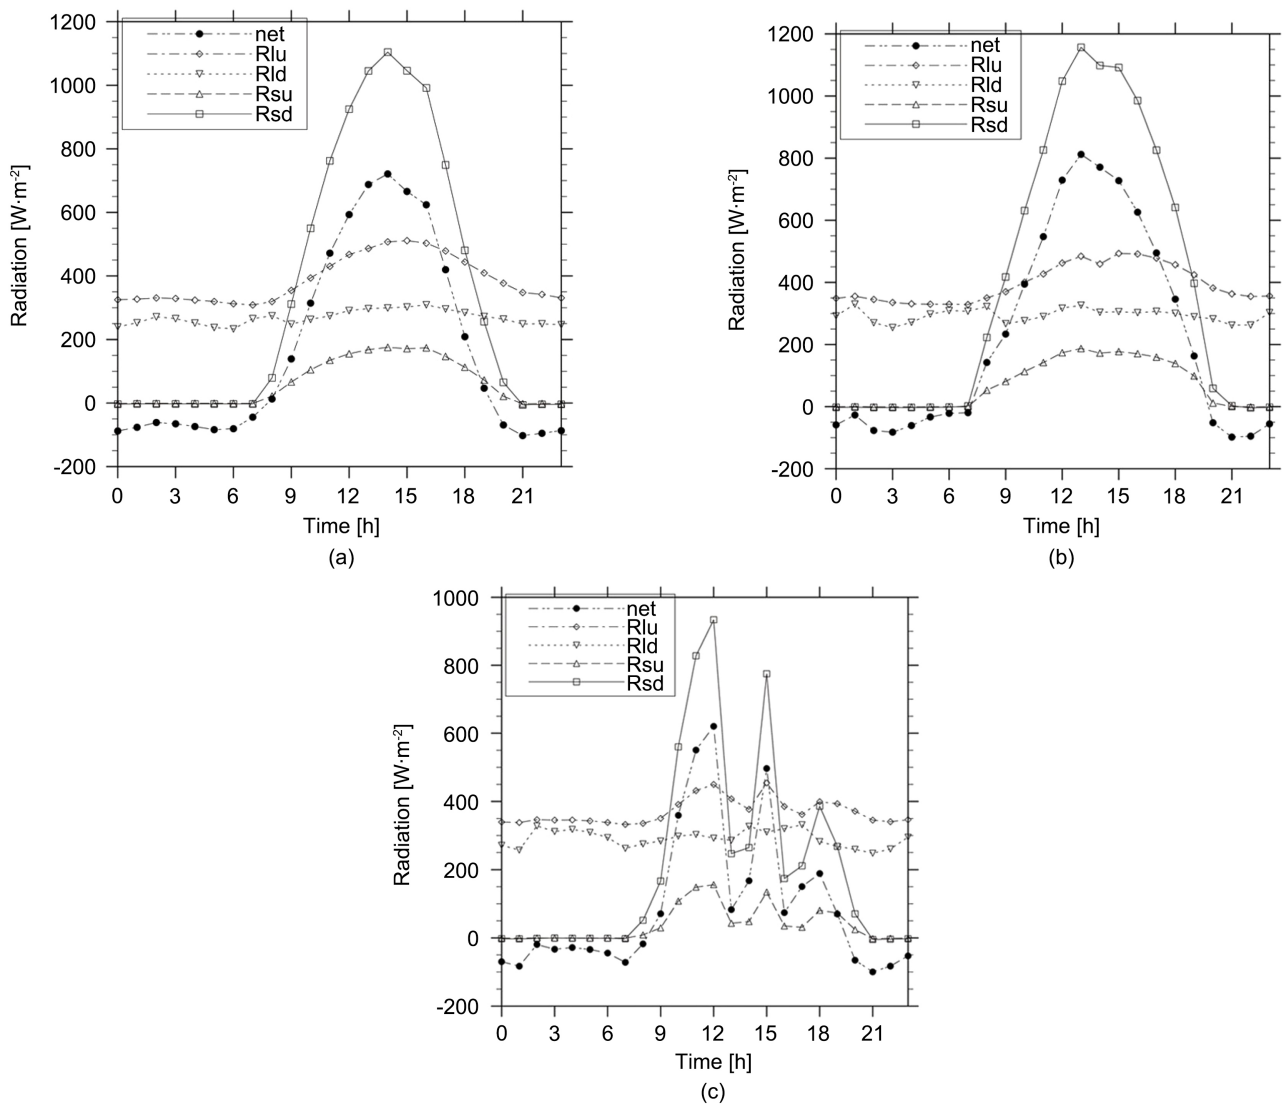 (a)
1200
1000
800
600
400
200
0
-200
Radiation [W·m-2]
net
Rlu
Rld
Rsu
Rsd
0 3 6 9 12 15 18 21
Time [h]
(b)
1200
1000
800
600
400
200
0
-200
Radiation [W·m-2]
net
Rlu
Rld
Rsu
Rsd
0 3 6 9 12 15 18 21
Time [h]
(c)
1000
800
600
400
200
0
-200
Radiation [W·m-2]
net
Rlu
Rld
Rsu
Rsd
0 3 6 9 12 15 18 21
Time [h]